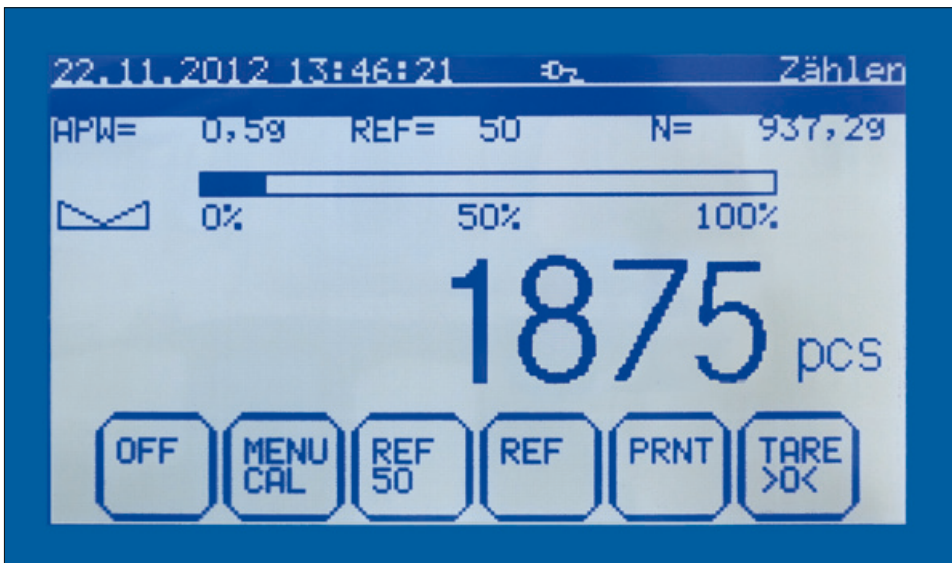 22.11.2012 13:46:21 Zählen
APW= 0,5g REF= 50 N= 937,2g
0% 50% 100%
1875 pcs
OFF MENU CAL REF 50 REF PRNT TARE >0<